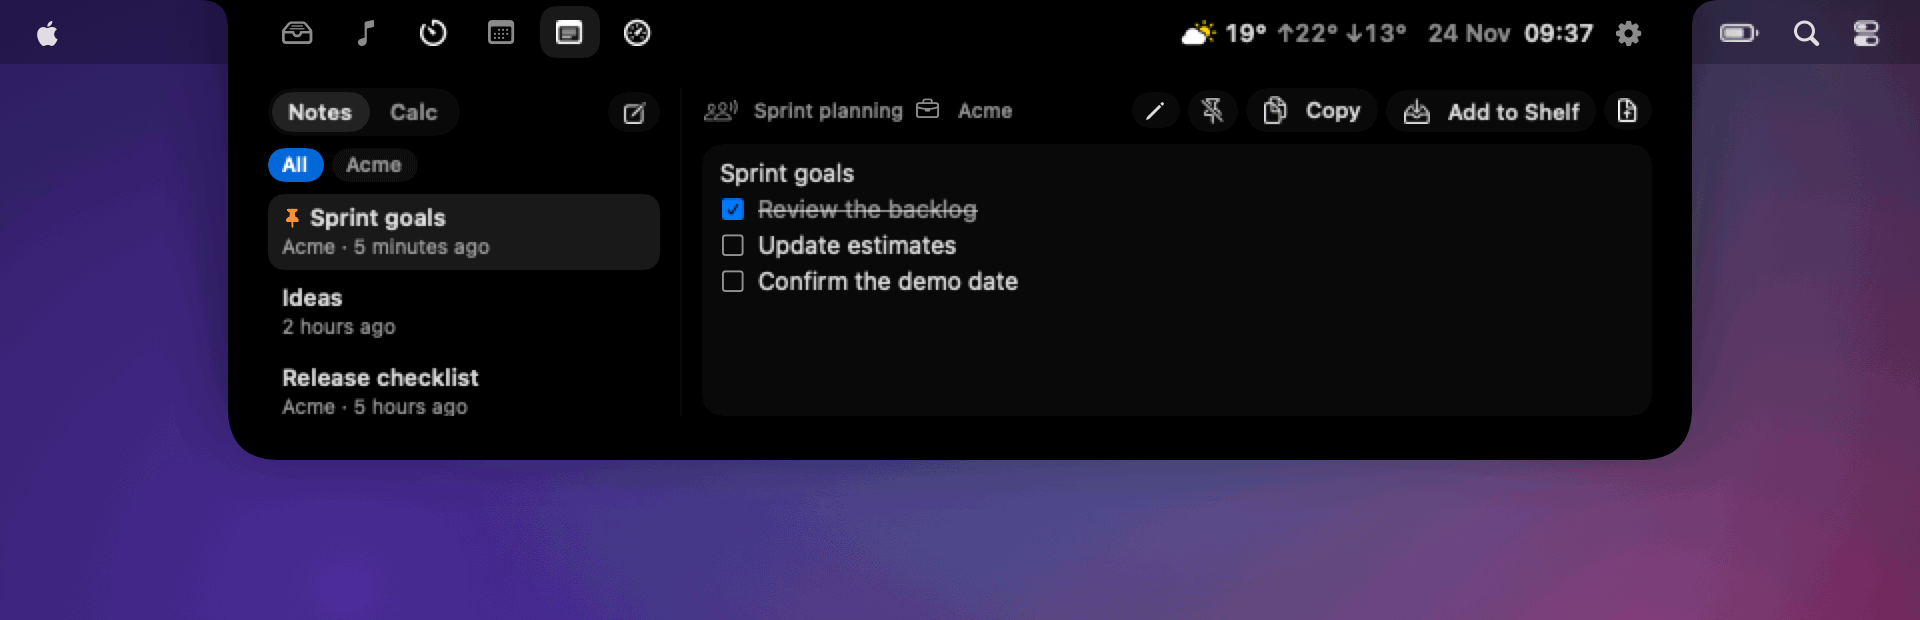 19° ↑22° ↓13° 24 Nov 09:37
Notes Calc
All Acme
Sprint goals
Acme · 5 minutes ago
Ideas
2 hours ago
Release checklist
Acme · 5 hours ago
Sprint planning Acme
Copy Add to Shelf
Sprint goals
Review the backlog
Update estimates
Confirm the demo date